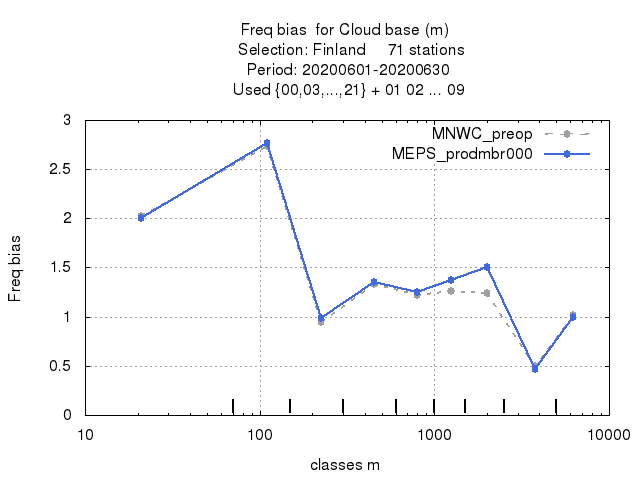 Freq bias  for Cloud base (m)
Selection: Finland     71 stations
Period: 20200601-20200630
Used {00,03,...,21} + 01 02 ... 09
MNWC_preop
MEPS_prodmbr000
3
2.5
2
1.5
1
0.5
0
Freq bias
10 100 1000 10000
classes m